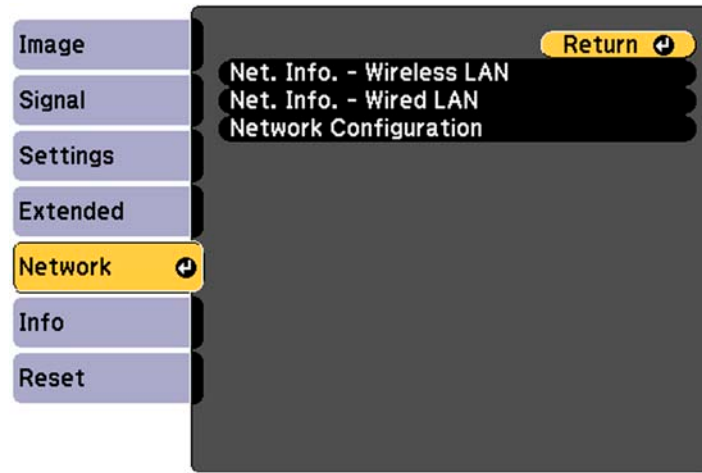 Image
Signal
Settings
Extended
Network
Info
Reset
Return
Net. Info. - Wireless LAN
Net. Info. - Wired LAN
Network Configuration